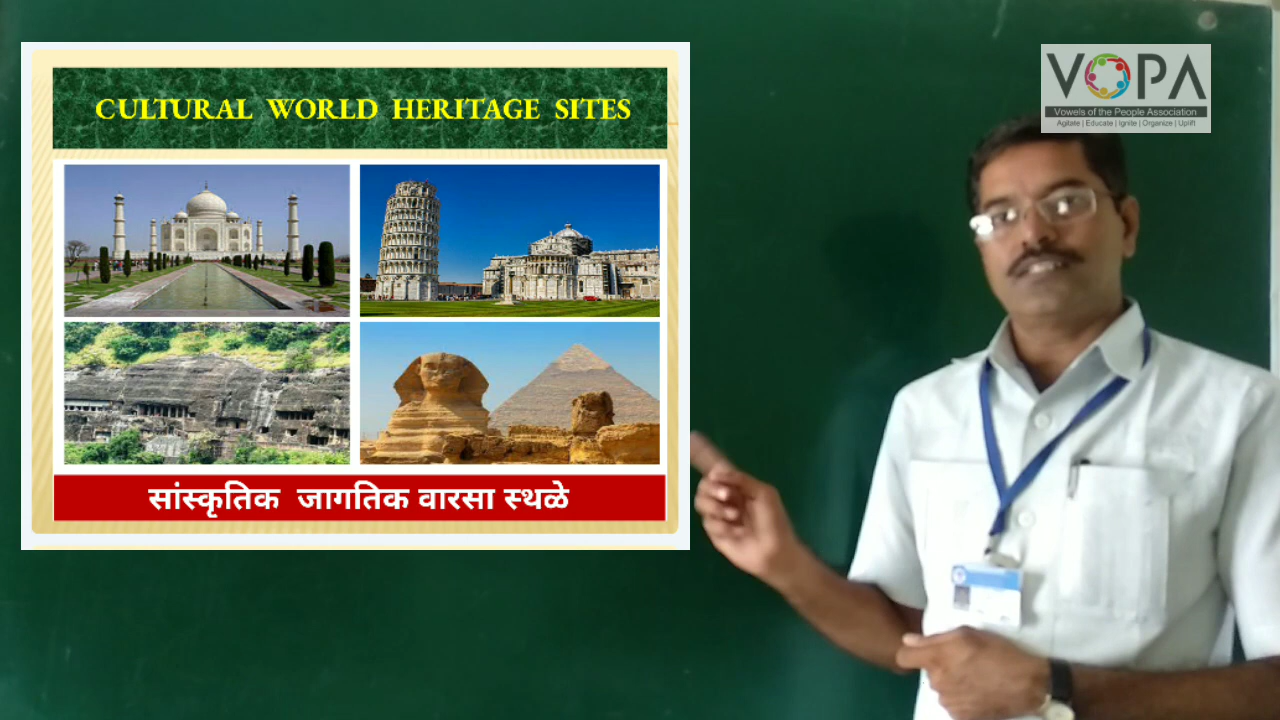 CULTURAL WORLD HERITAGE SITES
सांस्कृतिक जागतिक वारसा स्थळे
VOPA
Vowels of the People Association
Agitate | Educate | Ignite | Organize | Uplift